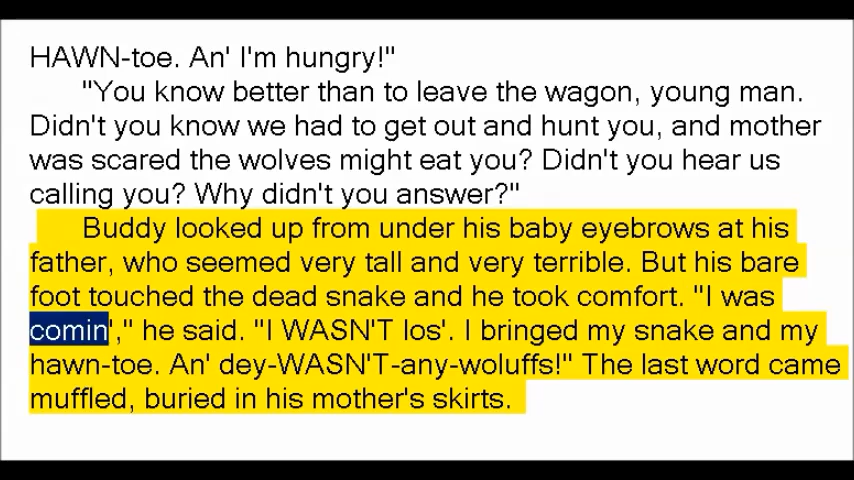 HAWN-toe. An' I'm hungry!"
"You know better than to leave the wagon, young man.
Didn't you know we had to get out and hunt you, and mother
was scared the wolves might eat you? Didn't you hear us
calling you? Why didn't you answer?"
Buddy looked up from under his baby eyebrows at his
father, who seemed very tall and very terrible. But his bare
foot touched the dead snake and he took comfort. "I was
comin'," he said. "I WASN'T los'. I bringed my snake and my
hawn-toe. An' dey-WASN'T-any-woluffs!" The last word came
muffled, buried in his mother's skirts.